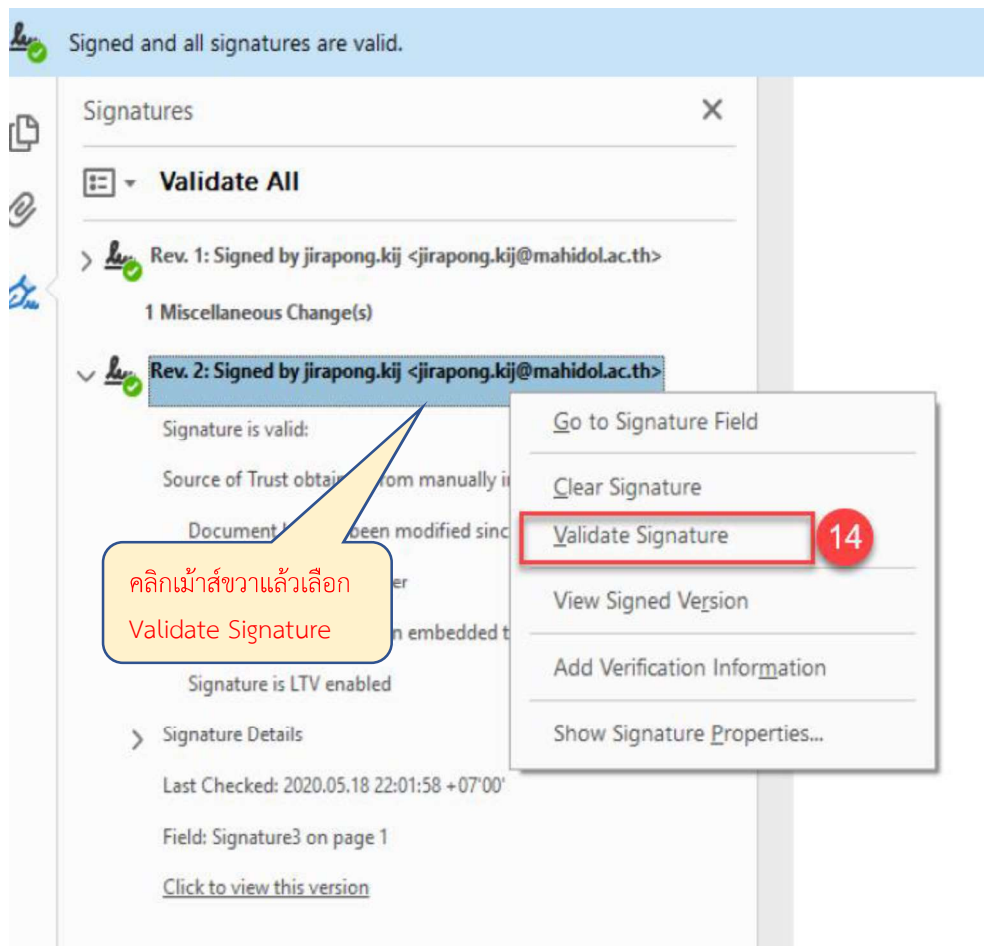 Signed and all signatures are valid.
Signatures
Validate All
Rev. 1: Signed by jirapong.kij <jirapong.kij@mahidol.ac.th>
1 Miscellaneous Change(s)
Rev. 2: Signed by jirapong.kij <jirapong.kij@mahidol.ac.th>
Signature is valid:
Source of Trust from manually
Document been modified
Signature is LTV enabled
Signature Details
Last Checked: 2020.05.18 22:01:58 +07'00'
Field: Signature3 on page 1
Click to view this version
คลิกเม้าส์ขวาแล้วเลือก
Validate Signature
Go to Signature Field
Clear Signature
Validate Signature
14
View Signed Version
Add Verification Information
Show Signature Properties...